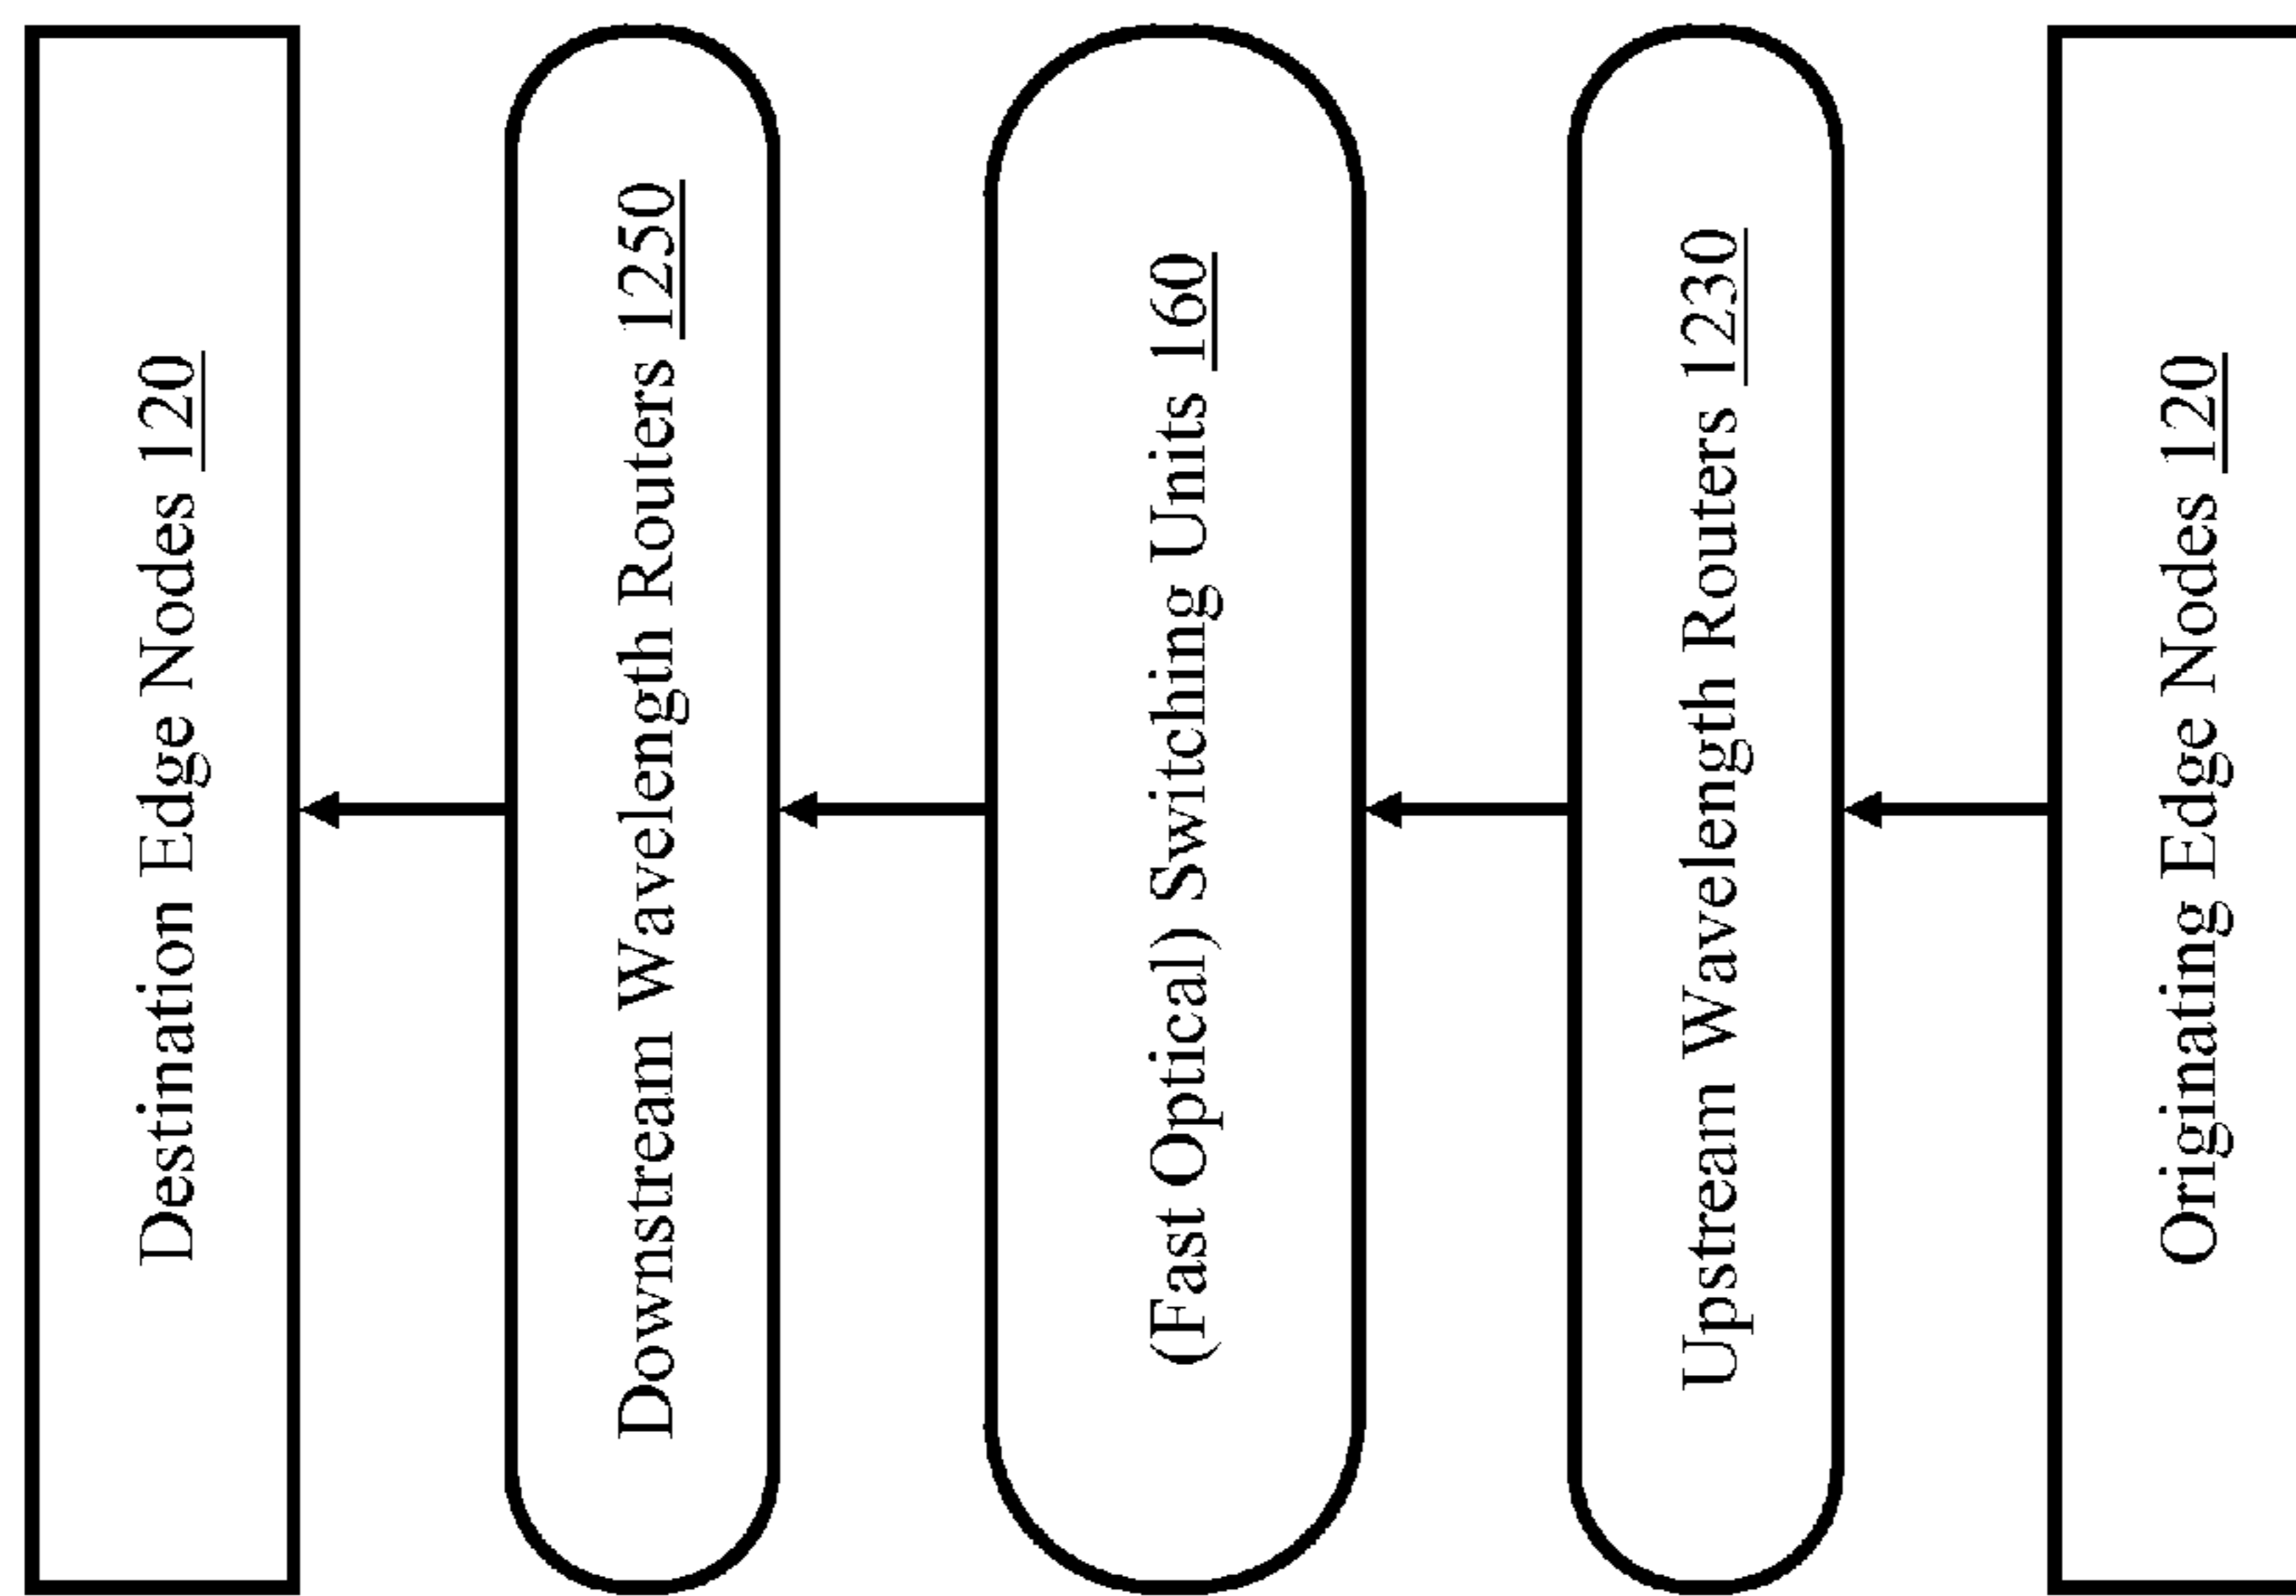 Destination Edge Nodes 120
Downstream Wavelength Routers 1250
(Fast Optical) Switching Units 160
Upstream Wavelength Routers 1230
Originating Edge Nodes 120